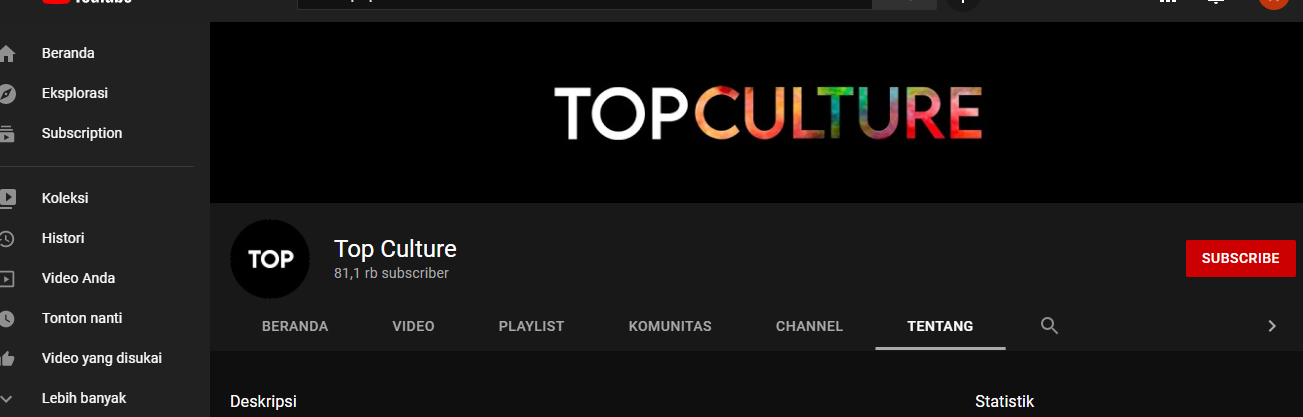 YouTube
Beranda
Eksplorasi
Subscription
Koleksi
Histori
Video Anda
Tonton nanti
Video yang disukai
Lebih banyak
TOPCULTURE
TOP
Top Culture
81,1 rb subscriber
SUBSCRIBE
BERANDA VIDEO PLAYLIST KOMUNITAS CHANNEL TENTANG
Deskripsi
Statistik